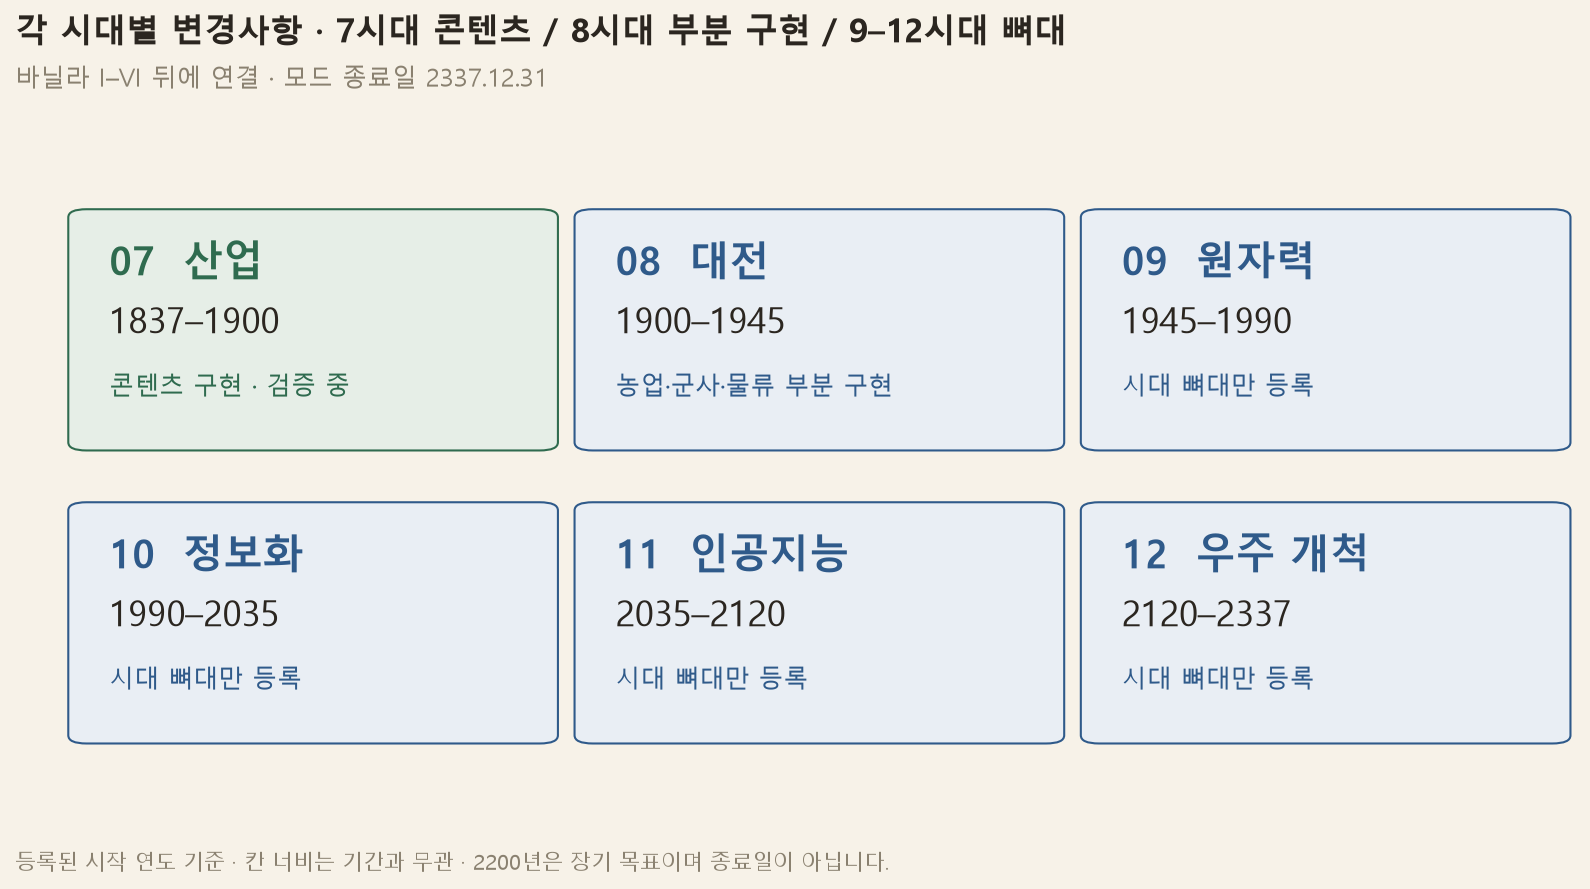 각 시대별 변경사항 · 7시대 콘텐츠 / 8시대 부분 구현 / 9–12시대 뼈대
바닐라 I–VI 뒤에 연결 · 모드 종료일 2337.12.31
07 산업
1837–1900
콘텐츠 구현 · 검증 중
08 대전
1900–1945
농업·군사·물류 부분 구현
09 원자력
1945–1990
시대 뼈대만 등록
10 정보화
1990–2035
시대 뼈대만 등록
11 인공지능
2035–2120
시대 뼈대만 등록
12 우주 개척
2120–2337
시대 뼈대만 등록
등록된 시작 연도 기준 · 칸 너비는 기간과 무관 · 2200년은 장기 목표이며 종료일이 아닙니다.